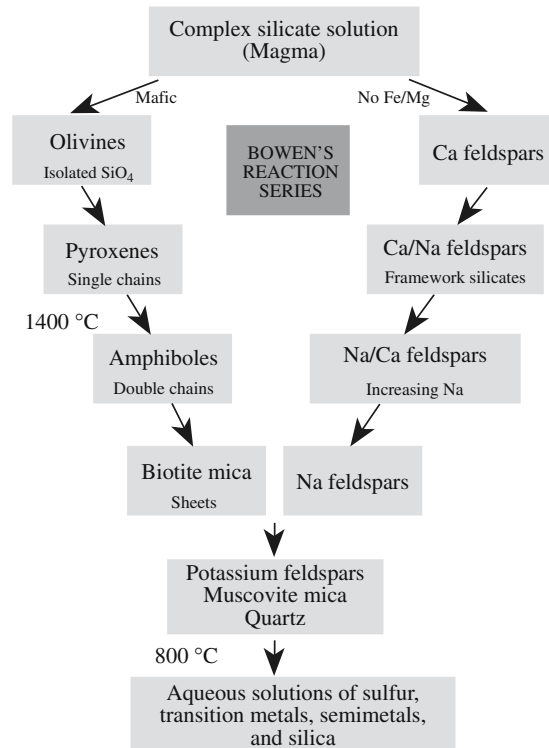 Complex silicate solution
(Magma)
Mafic
No Fe/Mg
Olivines
Isolated SiO₄
BOWEN'S
REACTION
SERIES
Ca feldspars
Pyroxenes
Single chains
Ca/Na feldspars
Framework silicates
1400 °C
Amphiboles
Double chains
Na/Ca feldspars
Increasing Na
Biotite mica
Sheets
Na feldspars
Potassium feldspars
Muscovite mica
Quartz
800 °C
Aqueous solutions of sulfur,
transition metals, semimetals,
and silica